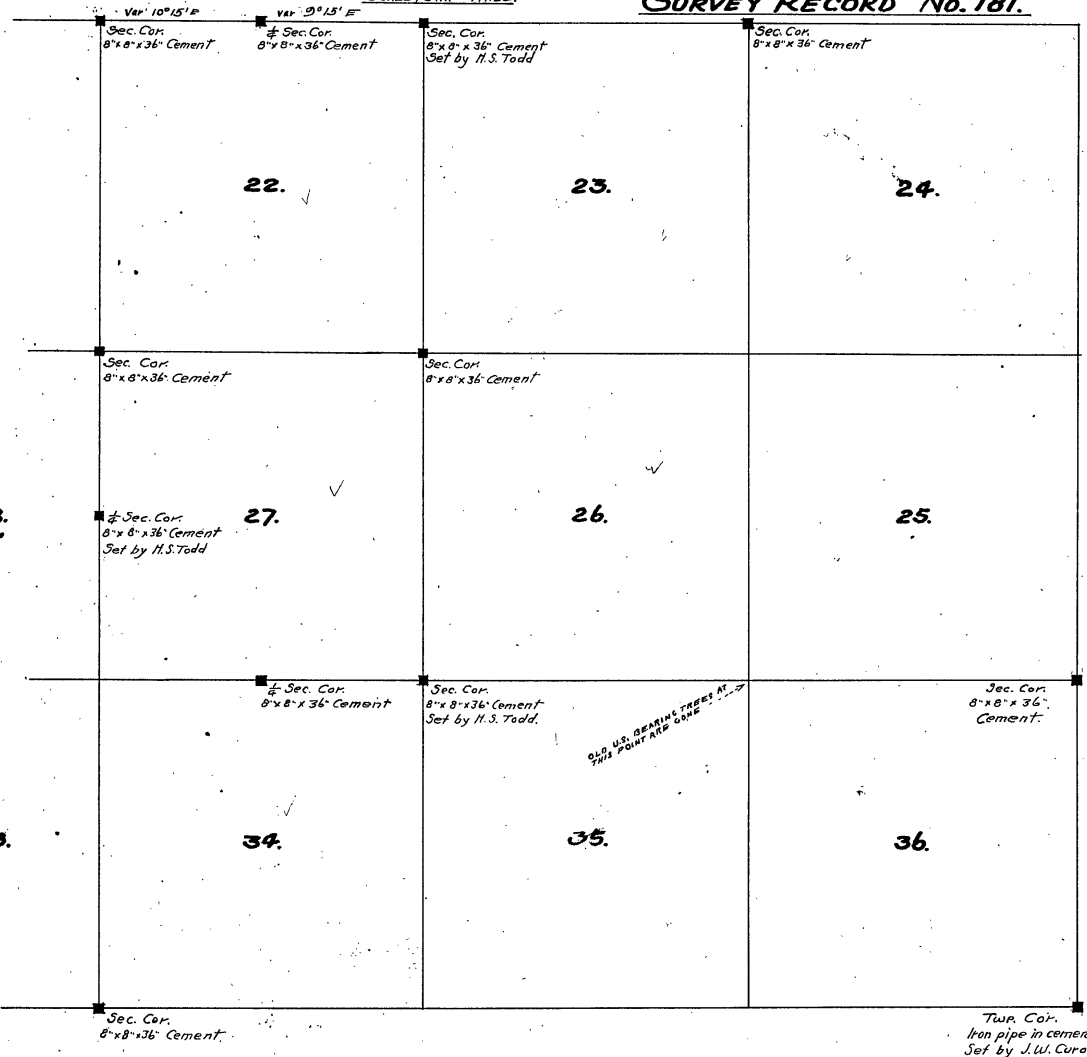 SURVEY RECORD No. 181.
Var 10°15' E
Var 9°15' E
Sec. Cor.
8"x8"x36" Cement
¼ Sec. Cor.
8"x8"x36" Cement
Sec. Cor.
8"x8"x36" Cement
Set by H.S. Todd
Sec. Cor.
8"x8"x36" Cement
22.
23.
24.
Sec. Cor.
8"x8"x36" Cement
Sec. Cor.
8"x8"x36" Cement
¼ Sec. Cor.
8"x8"x36" Cement
Set by H.S. Todd
27.
26.
25.
¼ Sec. Cor.
8"x8"x36" Cement
Sec. Cor.
8"x8"x36" Cement
Set by H.S. Todd.
OLD U.S. BEARING TREES AT
THIS POINT ARE GONE
Sec. Cor.
8"x8"x36"
Cement.
34.
35.
36.
Sec. Cor.
8"x8"x36" Cement.
Twp. Cor.
Iron pipe in
Set by J.W.